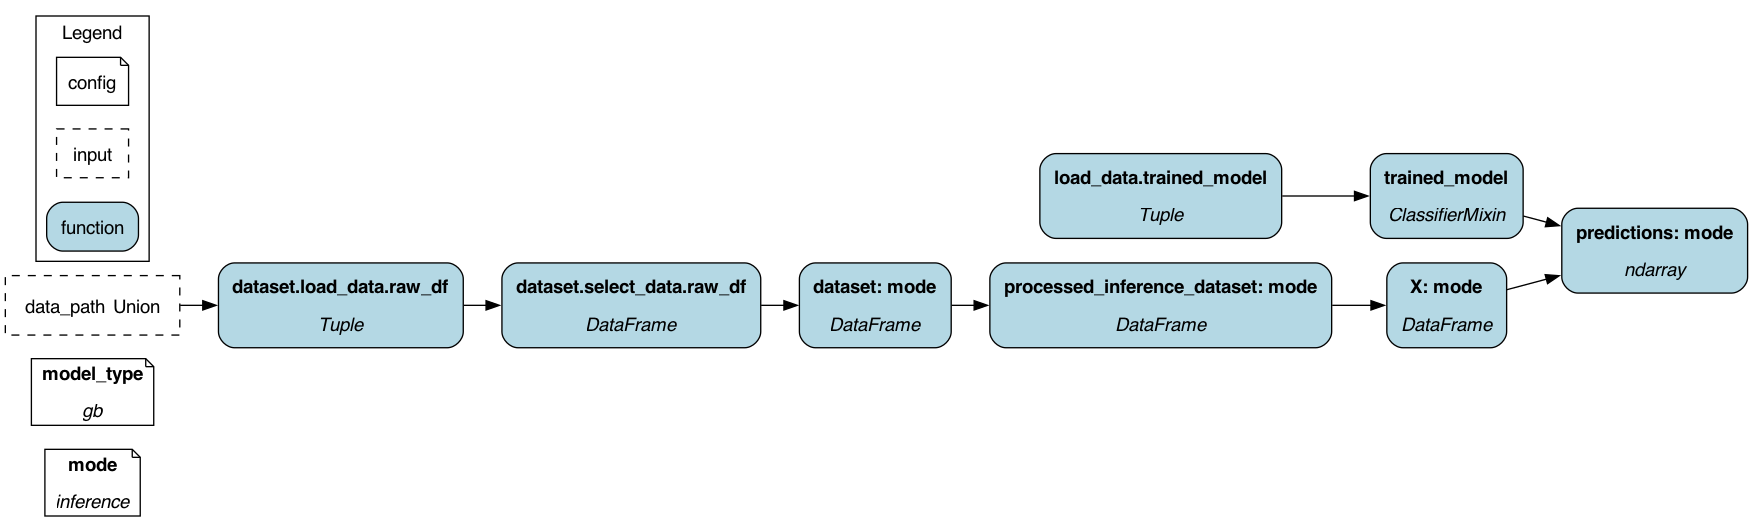 Legend
config
input
function
data_path Union
model_type
gb
mode
inference
dataset.load_data.raw_df
Tuple
dataset.select_data.raw_df
DataFrame
dataset: mode
DataFrame
processed_inference_dataset: mode
DataFrame
X: mode
DataFrame
load_data.trained_model
Tuple
trained_model
ClassifierMixin
predictions: mode
ndarray